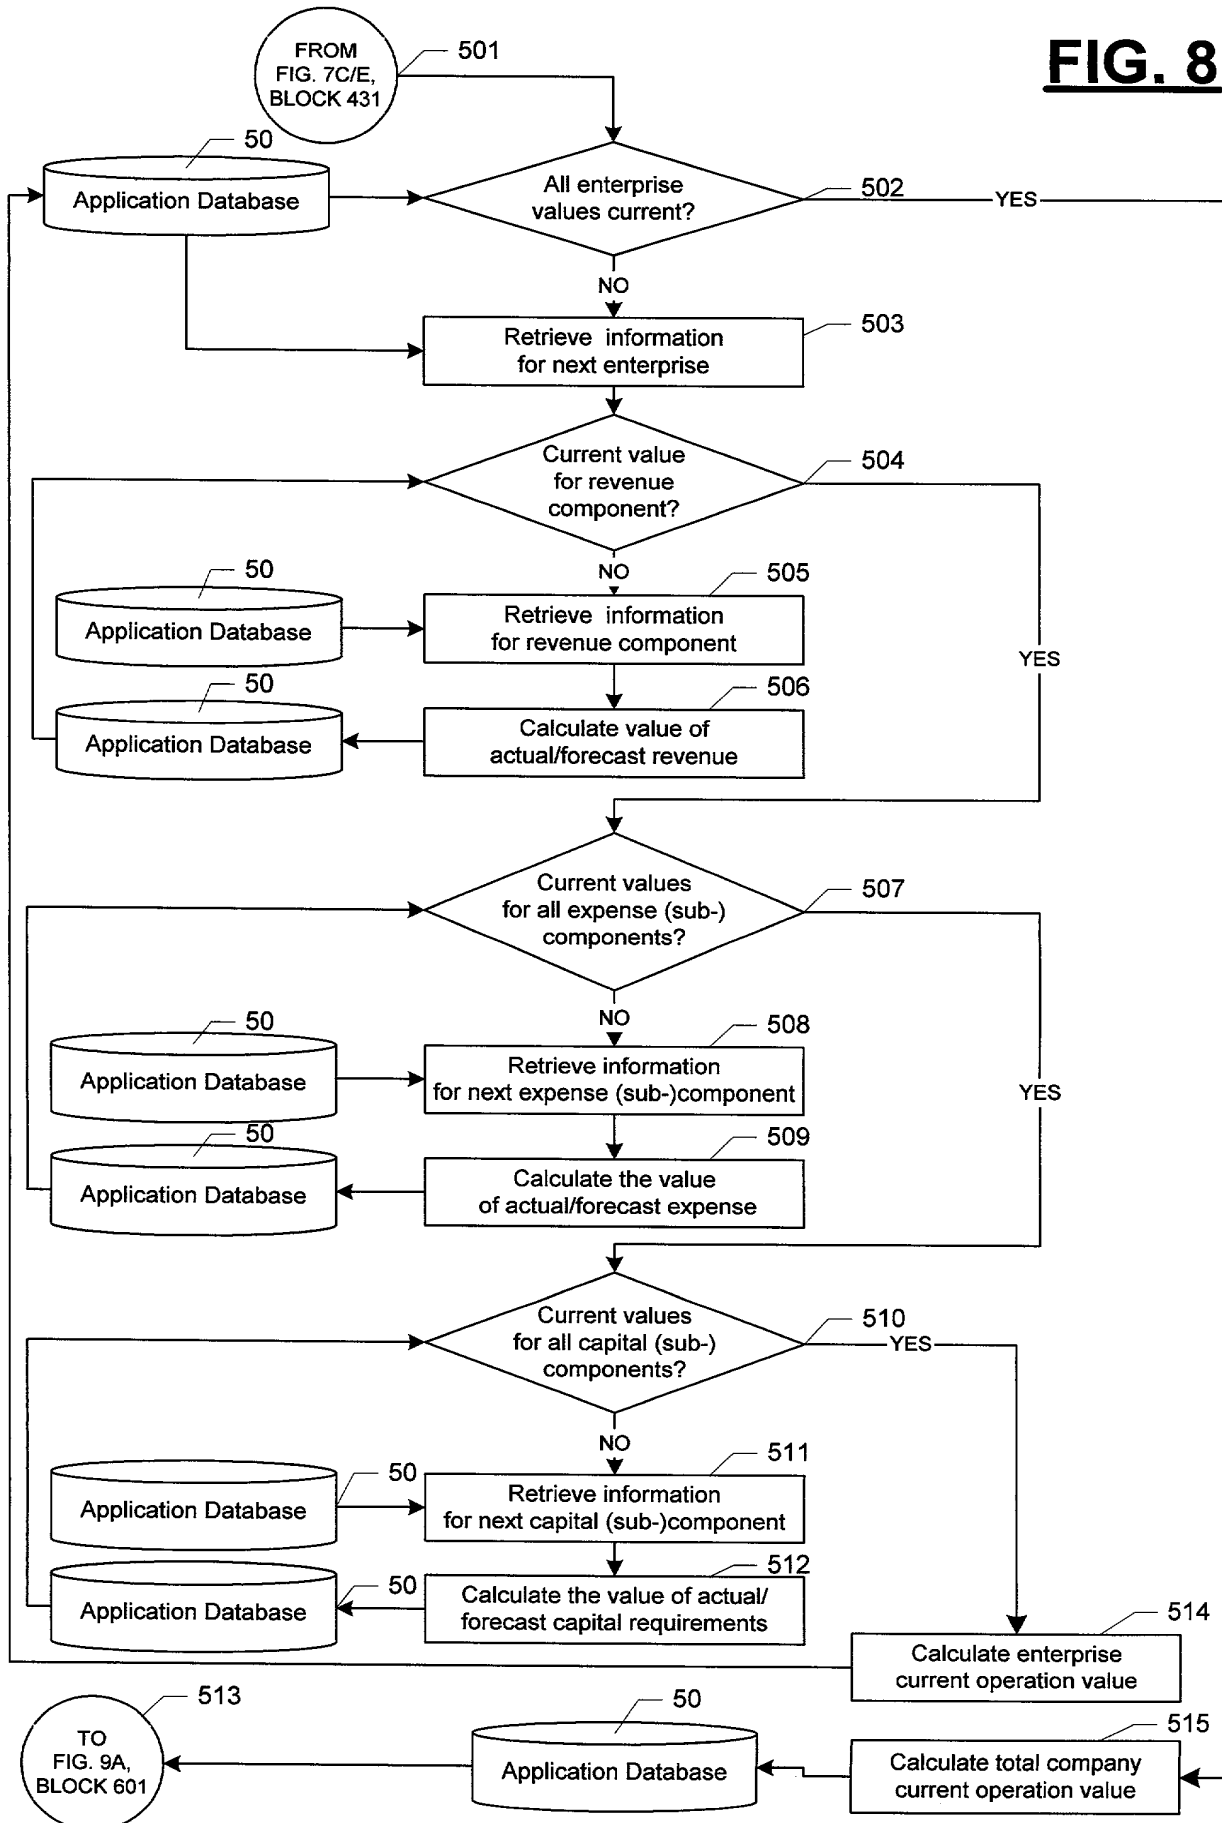 FROM
FIG. 7C/E,
BLOCK 431
501
FIG. 8
50
Application Database
All enterprise
values current?
502
YES
NO
Retrieve information
for next enterprise
503
Current value
for revenue
component?
504
NO
YES
50
Application Database
Retrieve information
for revenue component
505
50
Application Database
Calculate value of
actual/forecast revenue
506
Current values
for all expense (sub-)
components?
507
NO
YES
50
Application Database
Retrieve information
for next expense (sub-)component
508
50
Application Database
Calculate the value
of actual/forecast expense
509
Current values
for all capital (sub-)
components?
510
YES
NO
50
Application Database
Retrieve information
for next capital (sub-)component
511
50
Application Database
Calculate the value of actual/
forecast capital requirements
512
Calculate enterprise
current operation value
514
TO
FIG. 9A,
BLOCK 601
513
50
Application Database
Calculate total company
current operation value
515